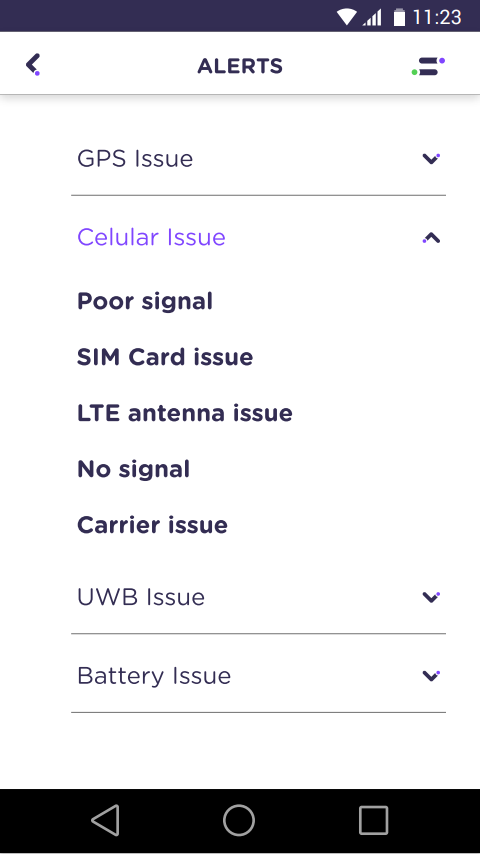 11:23
ALERTS
GPS Issue
Celular Issue
Poor signal
SIM Card issue
LTE antenna issue
No signal
Carrier issue
UWB Issue
Battery Issue